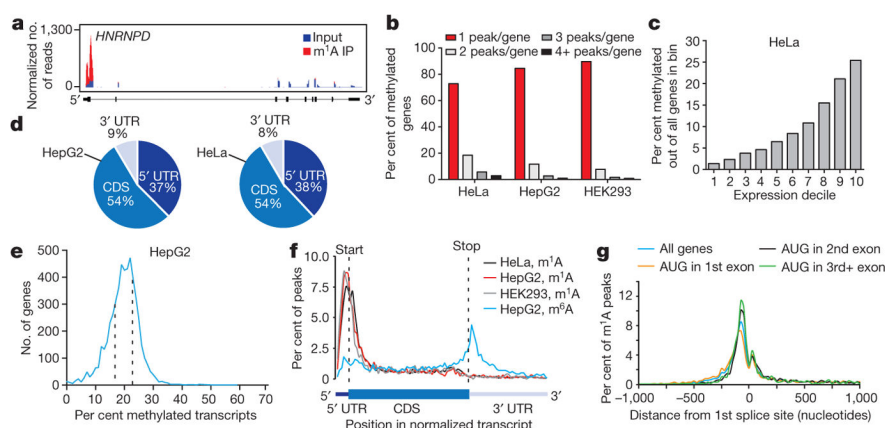 a
HNRNPD
Normalized no.
of reads
1,300
0
Input
m¹A IP
5′
3′
b
1 peak/gene
3 peaks/gene
2 peaks/gene
4+ peaks/gene
Per cent of methylated
genes
100
80
60
40
20
0
HeLa
HepG2
HEK293
c
HeLa
Per cent methylated
out of all genes in bin
30
25
20
15
10
5
0
1 2 3 4 5 6 7 8 9 10
Expression decile
d
3′ UTR
9%
HepG2
5′ UTR
37%
CDS
54%
3′ UTR
8%
HeLa
5′ UTR
38%
CDS
54%
e
HepG2
No. of genes
500
400
300
200
100
0
0 10 20 30 40 50 60 70
Per cent methylated transcripts
f
Start
Stop
Per cent of peaks
10.0
7.5
5.0
2.5
0
HeLa, m¹A
HepG2, m¹A
HEK293, m¹A
HepG2, m⁶A
5′
3′
5′ UTR
CDS
3′ UTR
Position in normalized transcript
g
All genes
AUG in 2nd exon
AUG in 1st exon
AUG in 3rd+ exon
Per cent of m¹A peaks
12
8
4
0
−1,000 −500 0 500 1,000
Distance from 1st splice site (nucleotides)